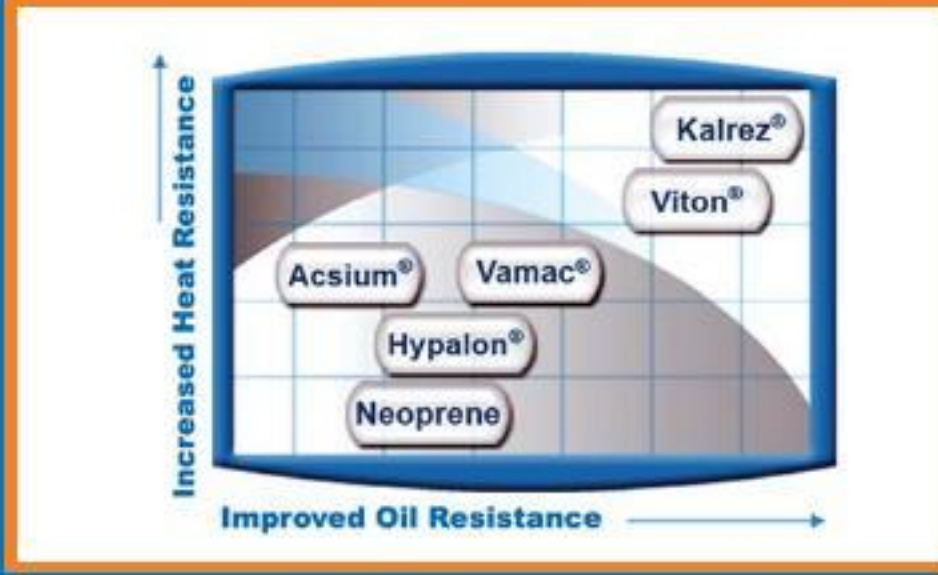 Increased Heat Resistance
Kalrez®
Viton®
Acsium®
Vamac®
Hypalon®
Neoprene
Improved Oil Resistance